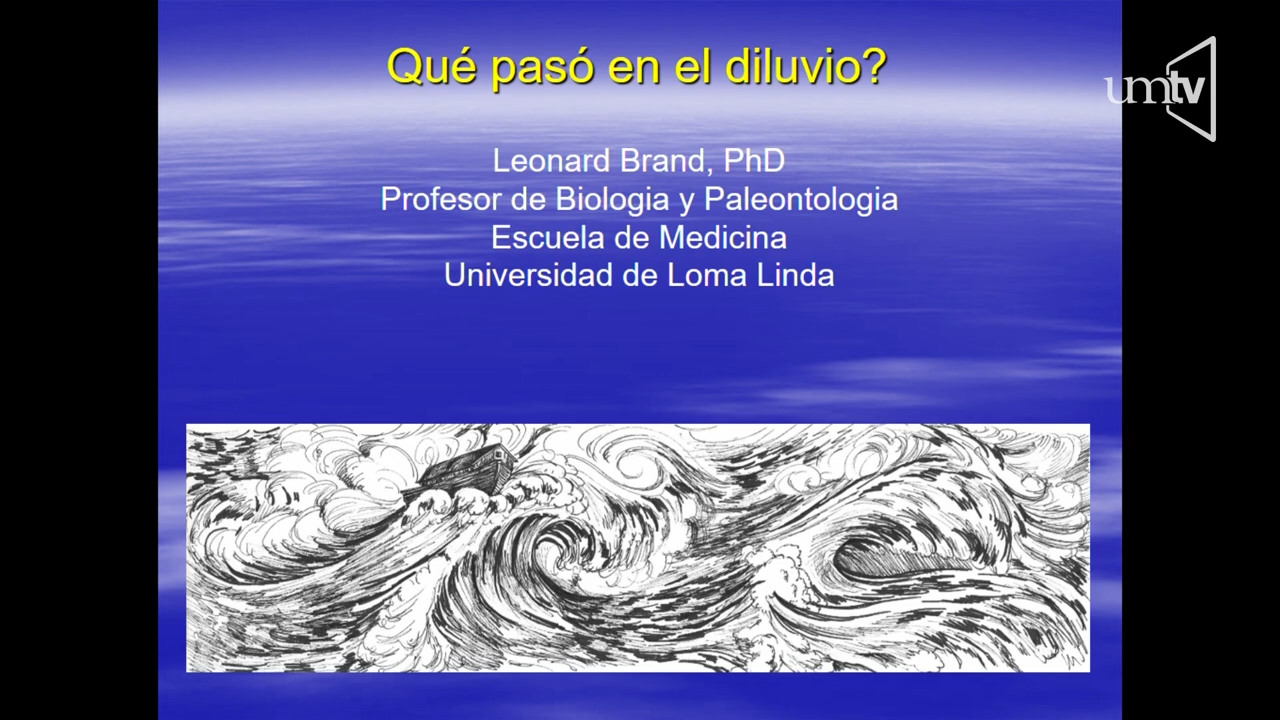 Qué pasó en el diluvio?
umtv
Leonard Brand, PhD
Profesor de Biologia y Paleontologia
Escuela de Medicina
Universidad de Loma Linda